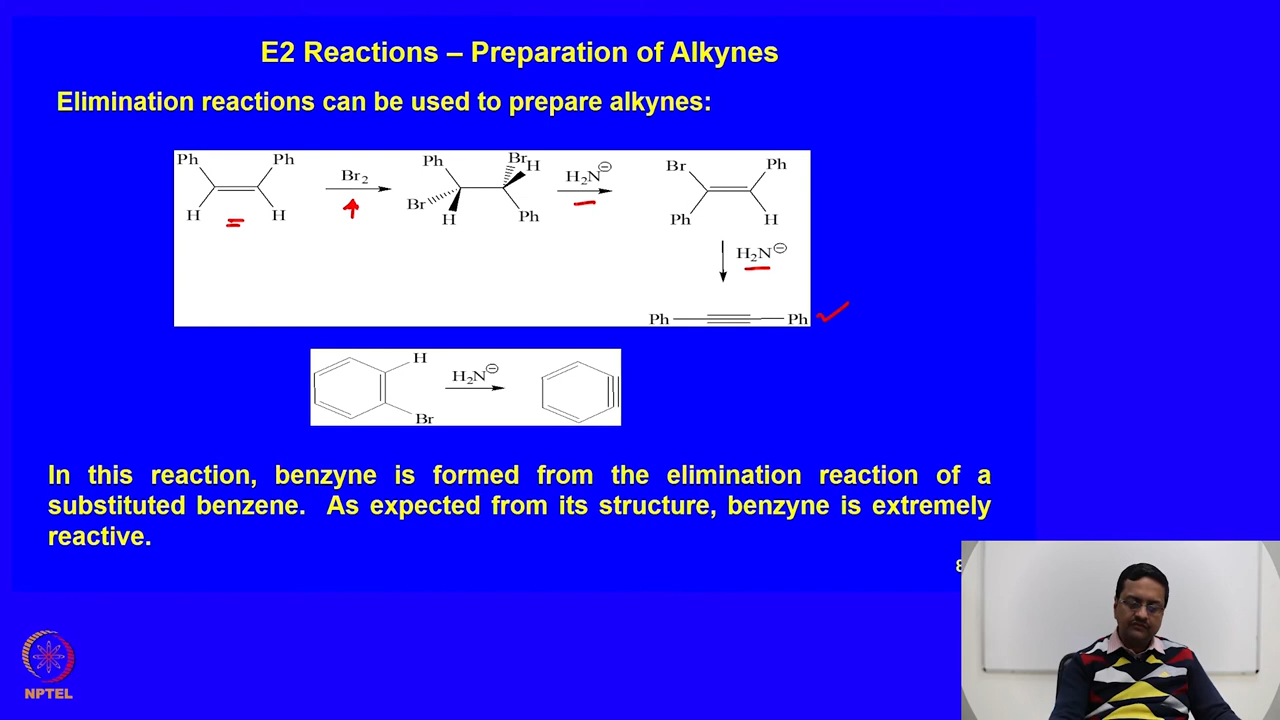 E2 Reactions – Preparation of Alkynes
Elimination reactions can be used to prepare alkynes:
Ph Ph Br₂ Ph Br H H₂N⊖ Br Ph
H H Br H Ph Ph H
H₂N⊖
Ph Ph
H
H₂N⊖
Br
In this reaction, benzyne is formed from the elimination reaction of a
substituted benzene. As expected from its structure, benzyne is extremely
reactive.
8
NPTEL